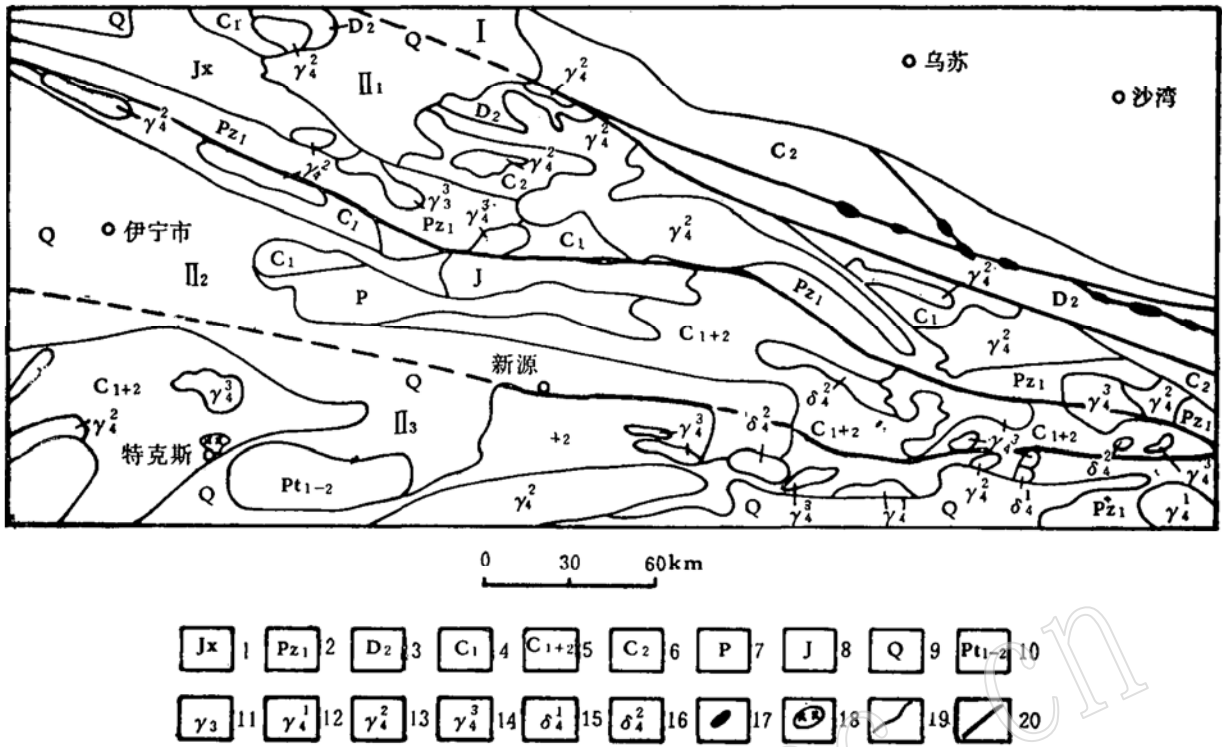 Q C₁ D₂ Q I
γ₄² γ₄² 乌苏
Jx II₁ 沙湾
γ₄² Pz₁ D₂ γ₄²
C₂
γ₄² γ₄²
C₂
γ₃³ γ₄³
Q 伊宁市 C₁ Pz₁ γ₄²
C₁ C₁
II₂ J γ₄²
P Pz₁ D₂
C₁₊₂ C₁
γ₄²
新源
C₁₊₂ γ₄³ Q δ₄² Pz₁ γ₄³ γ₄² C₂
γ₄² II₃ γ₄³ δ₄² C₁₊₂ γ₄³ C₁₊₂ Pz₁
特克斯 +2
Q Pt₁₋₂ γ₄² δ₄² γ₄³
γ₄² Q γ₄³ γ₄¹ Q δ₄¹ Pz₁ γ₄¹
0 30 60km
Jx 1 Pz₁ 2 D₂ 3 C₁ 4 C₁₊₂ 5 C₂ 6 P 7 J 8 Q 9 Pt₁₋₂ 10
γ₃ 11 γ₄¹ 12 γ₄² 13 γ₄³ 14 δ₄¹ 15 δ₄² 16 17 18 19 20
cn